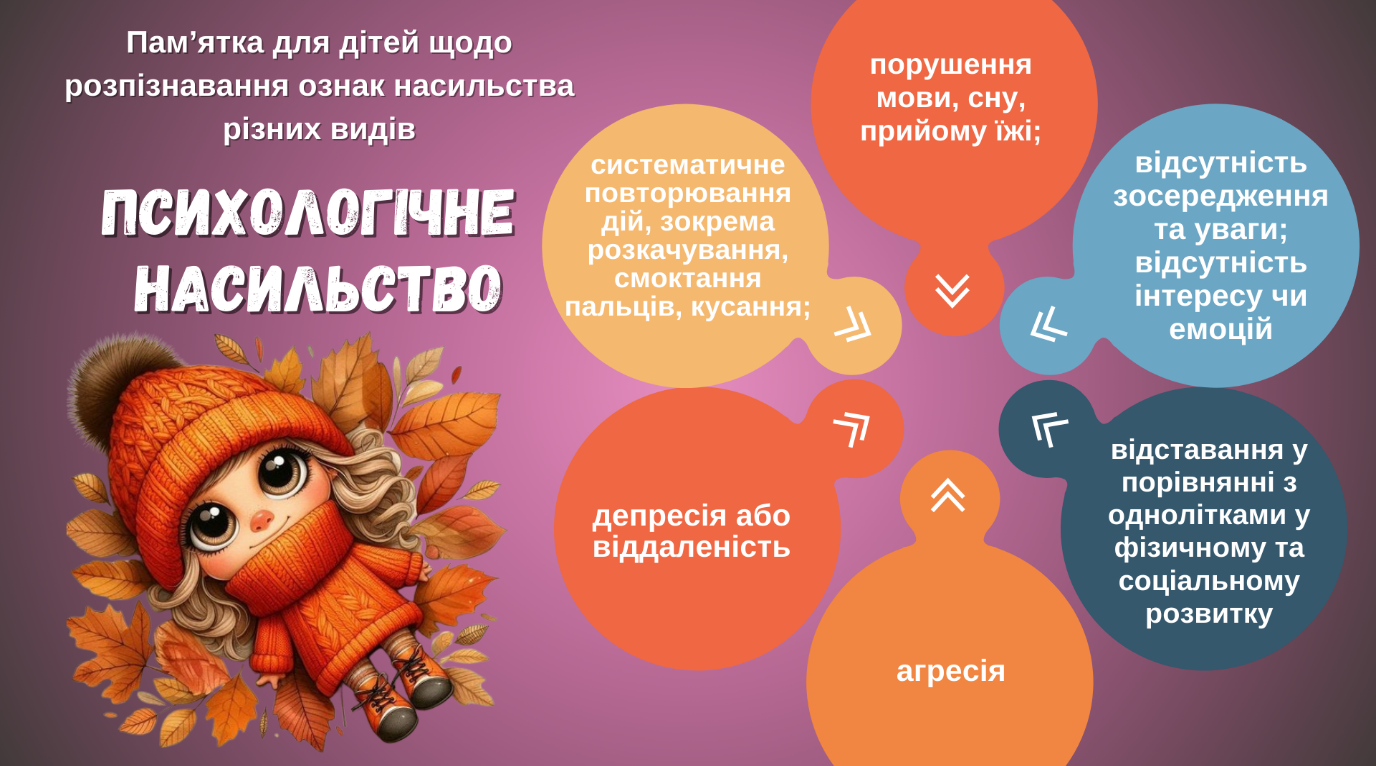 Пам’ятка для дітей щодо
розпізнавання ознак насильства
різних видів
ПСИХОЛОГІЧНЕ
НАСИЛЬСТВО
порушення
мови, сну,
прийому їжі;
систематичне
повторювання
дій, зокрема
розкачування,
смоктання
пальців, кусання;
відсутність
зосередження
та уваги;
відсутність
інтересу чи
емоцій
депресія або
віддаленість
відставання у
порівнянні з
однолітками у
фізичному та
соціальному
розвитку
агресія